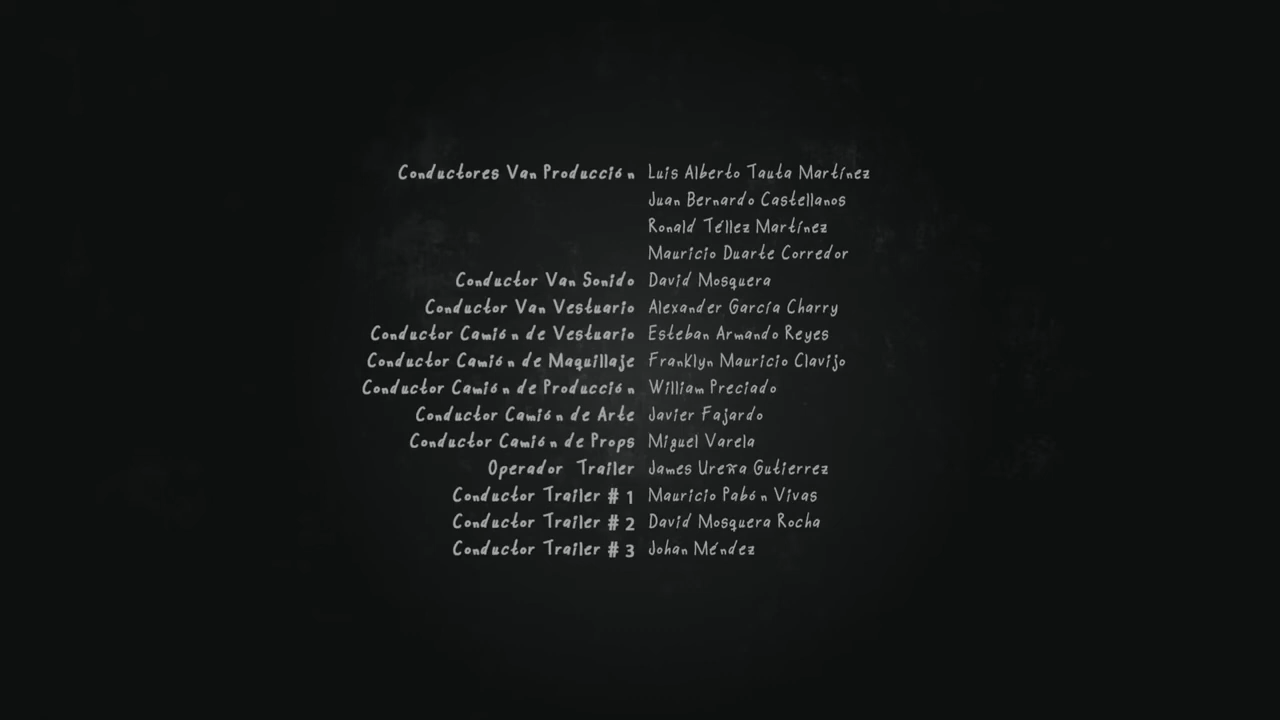 Conductores Van Producción Luis Alberto Tauta Martínez
Juan Bernardo Castellanos
Ronald Téllez Martínez
Mauricio Duarte Corredor
Conductor Van Sonido David Mosquera
Conductor Van Vestuario Alexander García Charry
Conductor Camión de Vestuario Esteban Armando Reyes
Conductor Camión de Maquillaje Franklyn Mauricio Clavijo
Conductor Camión de Producción William Preciado
Conductor Camión de Arte Javier Fajardo
Conductor Camión de Props Miguel Varela
Operador Trailer James Ureña Gutierrez
Conductor Trailer # 1 Mauricio Pabón Vivas
Conductor Trailer # 2 David Mosquera Rocha
Conductor Trailer # 3 Johan Méndez